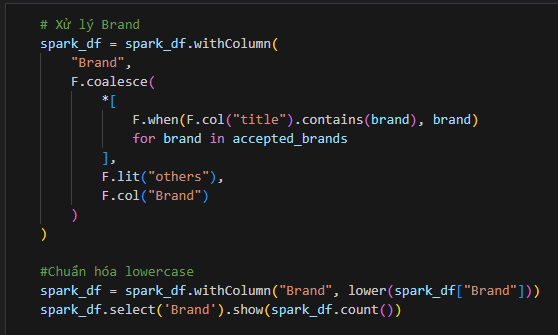 # Xử lý Brand
spark_df = spark_df.withColumn(
    "Brand",
    F.coalesce(
        *[
            F.when(F.col("title").contains(brand), brand)
            for brand in accepted_brands
        ],
        F.lit("others"),
        F.col("Brand")
    )
)
#Chuẩn hóa lowercase
spark_df = spark_df.withColumn("Brand", lower(spark_df["Brand"]))
spark_df.select('Brand').show(spark_df.count())